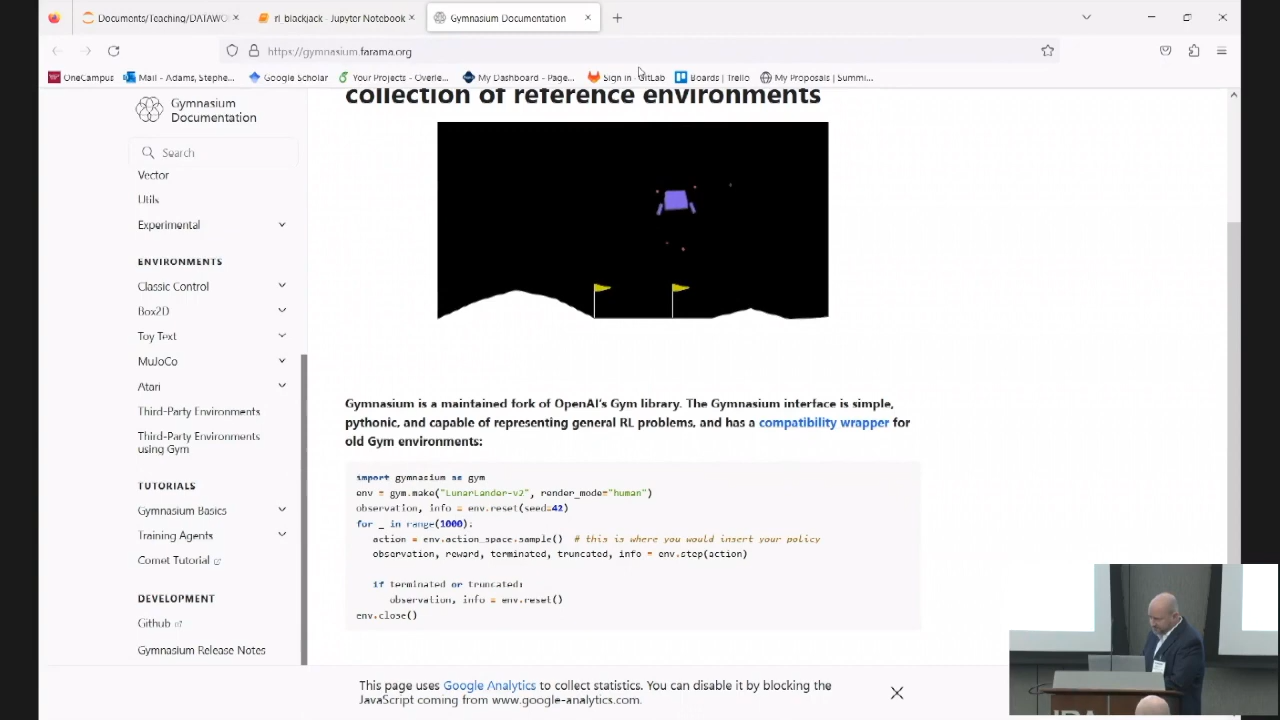 Documents/Teaching/DATAWO
rl_blackjack - Jupyter Notebook
Gymnasium Documentation
https://gymnasium.farama.org
OneCampus
Mail - Adams, Stephe...
Google Scholar
Your Projects - Overle...
My Dashboard - Page...
Sign in · GitLab
Boards | Trello
My Proposals | Summi...
Gymnasium
Documentation
Search
Vector
Utils
Experimental
ENVIRONMENTS
Classic Control
Box2D
Toy Text
MuJoCo
Atari
Third-Party Environments
Third-Party Environments
using Gym
TUTORIALS
Gymnasium Basics
Training Agents
Comet Tutorial
DEVELOPMENT
Github
Gymnasium Release Notes
collection of reference environments
Gymnasium is a maintained fork of OpenAI's Gym library. The Gymnasium interface is simple,
pythonic, and capable of representing general RL problems, and has a compatibility wrapper for
old Gym environments:
import gymnasium as gym
env = gym.make("LunarLander-v2", render_mode="human")
observation, info = env.reset(seed=42)
for _ in range(1000):
action = env.action_space.sample() # this is where you would insert your policy
observation, reward, terminated, truncated, info = env.step(action)
if terminated or truncated:
observation, info = env.reset()
env.close()
This page uses Google Analytics to collect statistics. You can disable it by blocking the
JavaScript coming from www.google-analytics.com.